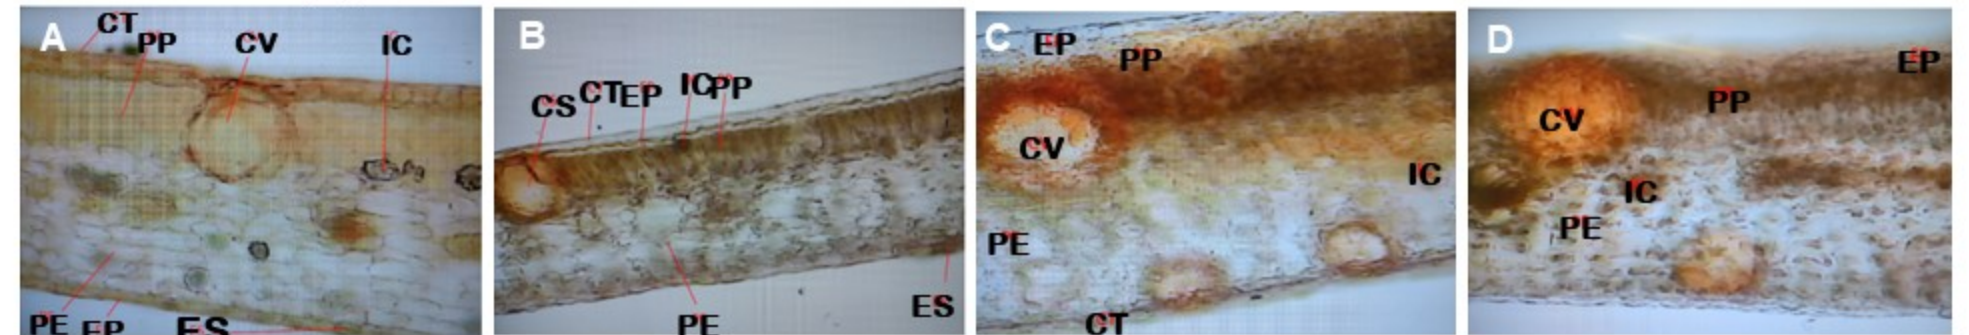 A CT PP CV IC
PE EP ES
B CS CT EP IC PP
PE ES
C EP PP
CV
IC
PE
CT
D EP
PP
CV
IC
PE